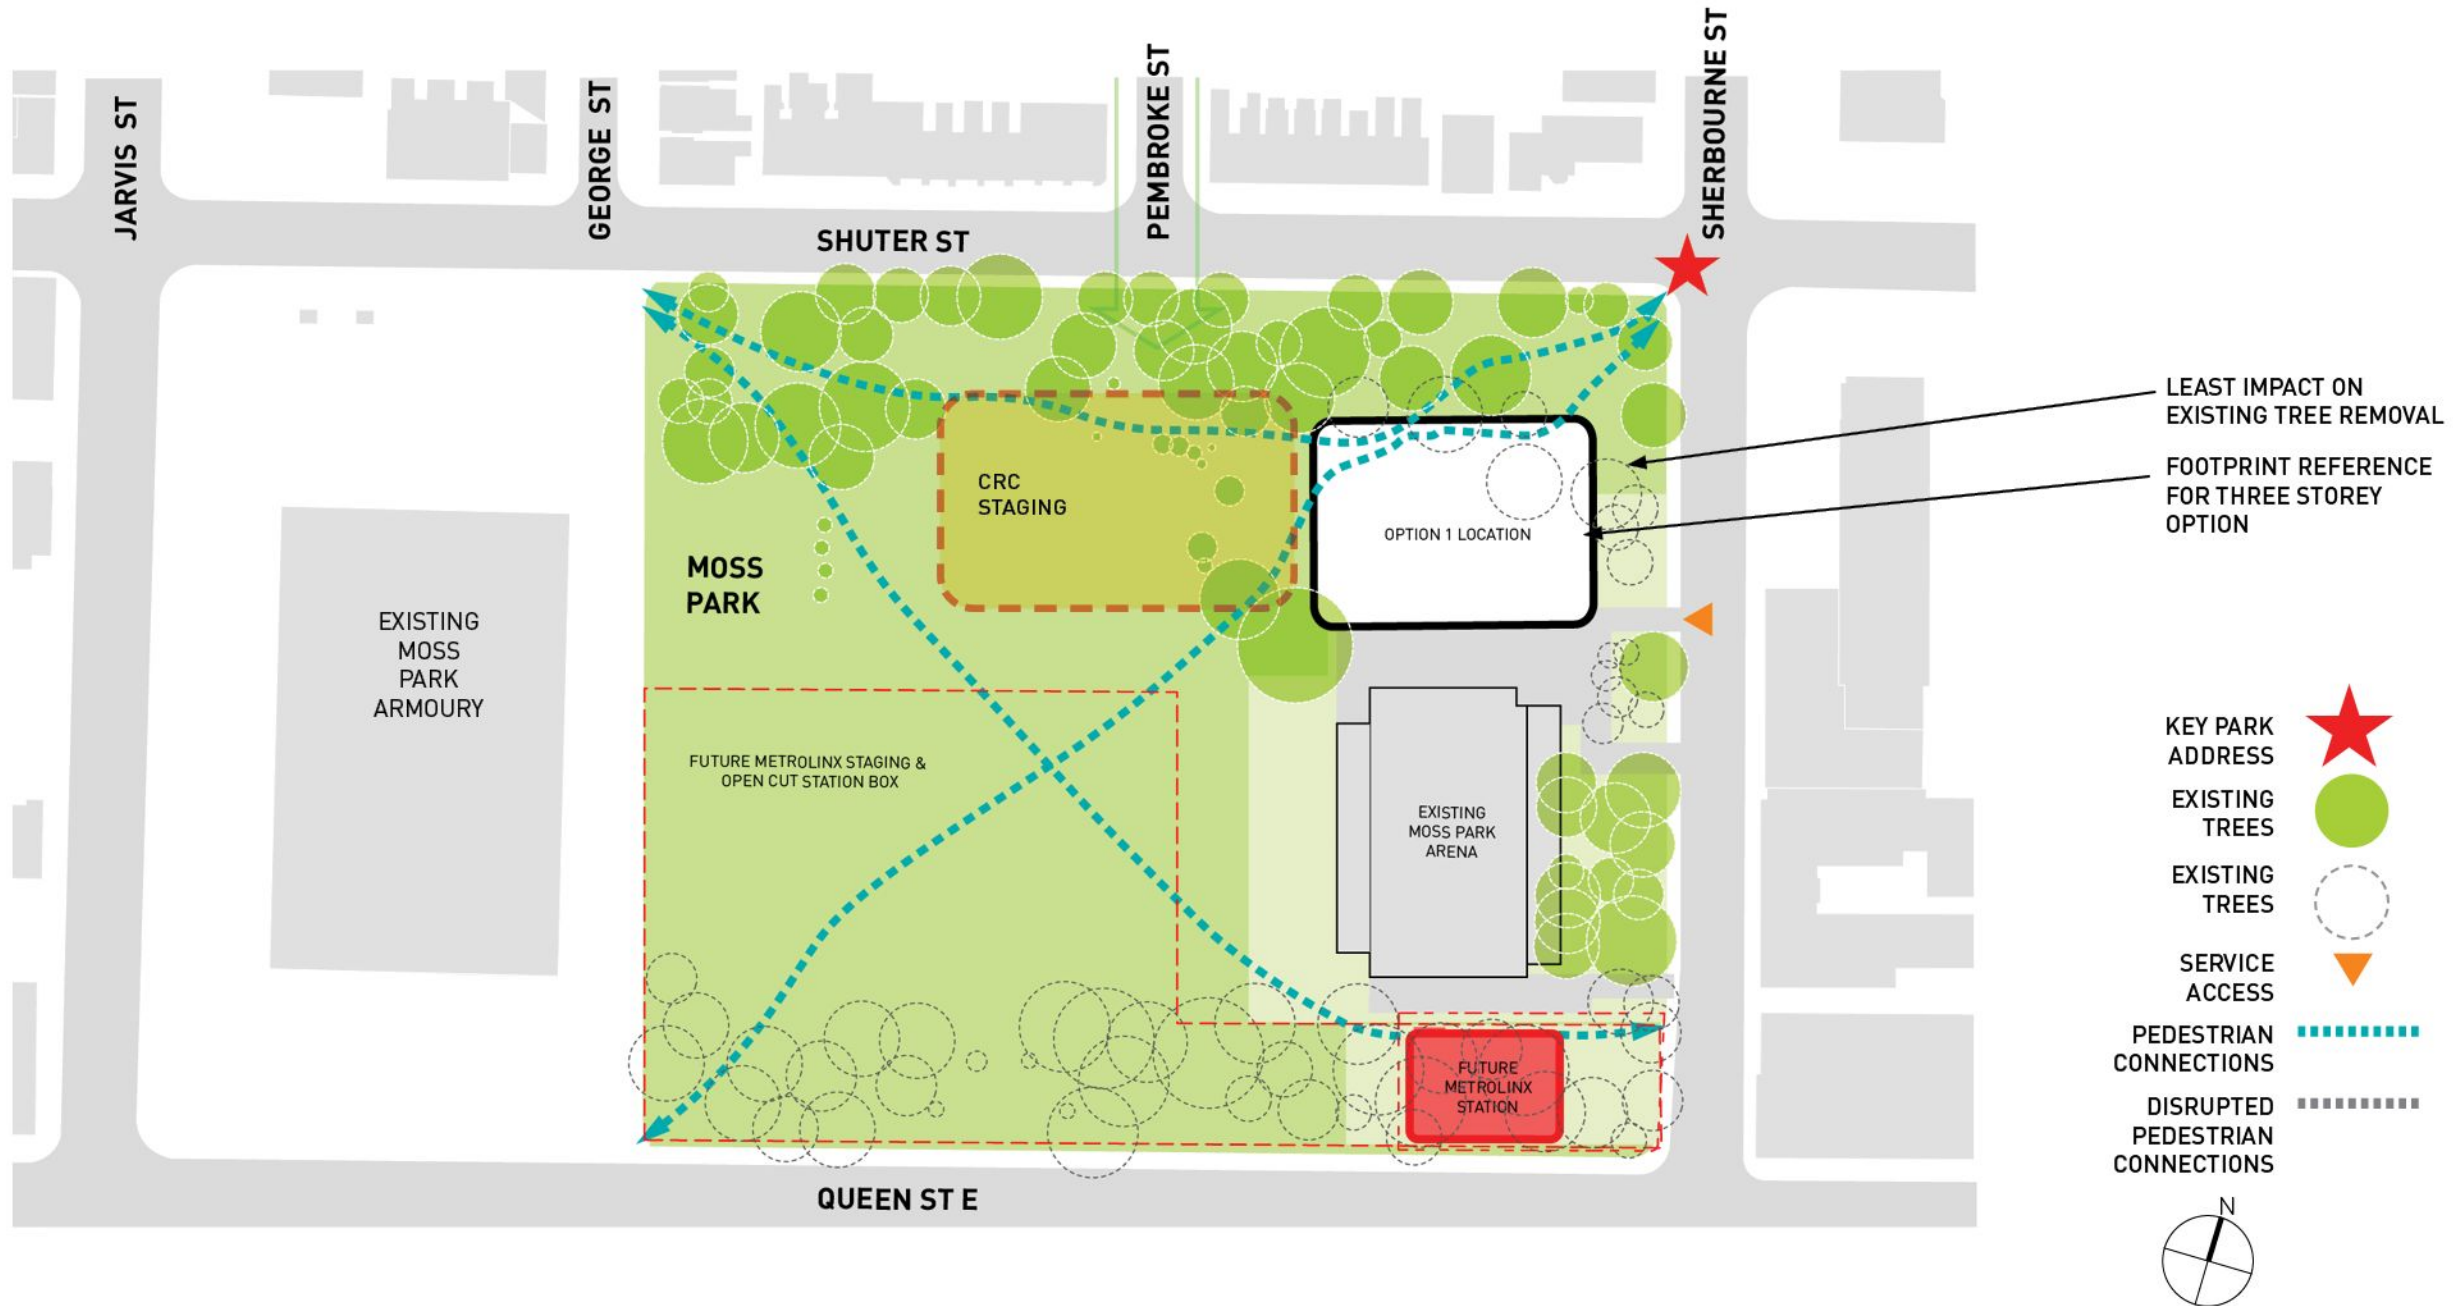 JARVIS ST
GEORGE ST
PEMBROKE ST
SHERBOURNE ST
SHUTER ST
LEAST IMPACT ON
EXISTING TREE REMOVAL
FOOTPRINT REFERENCE
FOR THREE STOREY
OPTION
CRC
STAGING
OPTION 1 LOCATION
MOSS
PARK
EXISTING
MOSS
PARK
ARMOURY
FUTURE METROLINX STAGING &
OPEN CUT STATION BOX
EXISTING
MOSS PARK
ARENA
FUTURE
METROLINX
STATION
QUEEN ST E
KEY PARK
ADDRESS
EXISTING
TREES
EXISTING
TREES
SERVICE
ACCESS
PEDESTRIAN
CONNECTIONS
DISRUPTED
PEDESTRIAN
CONNECTIONS
N